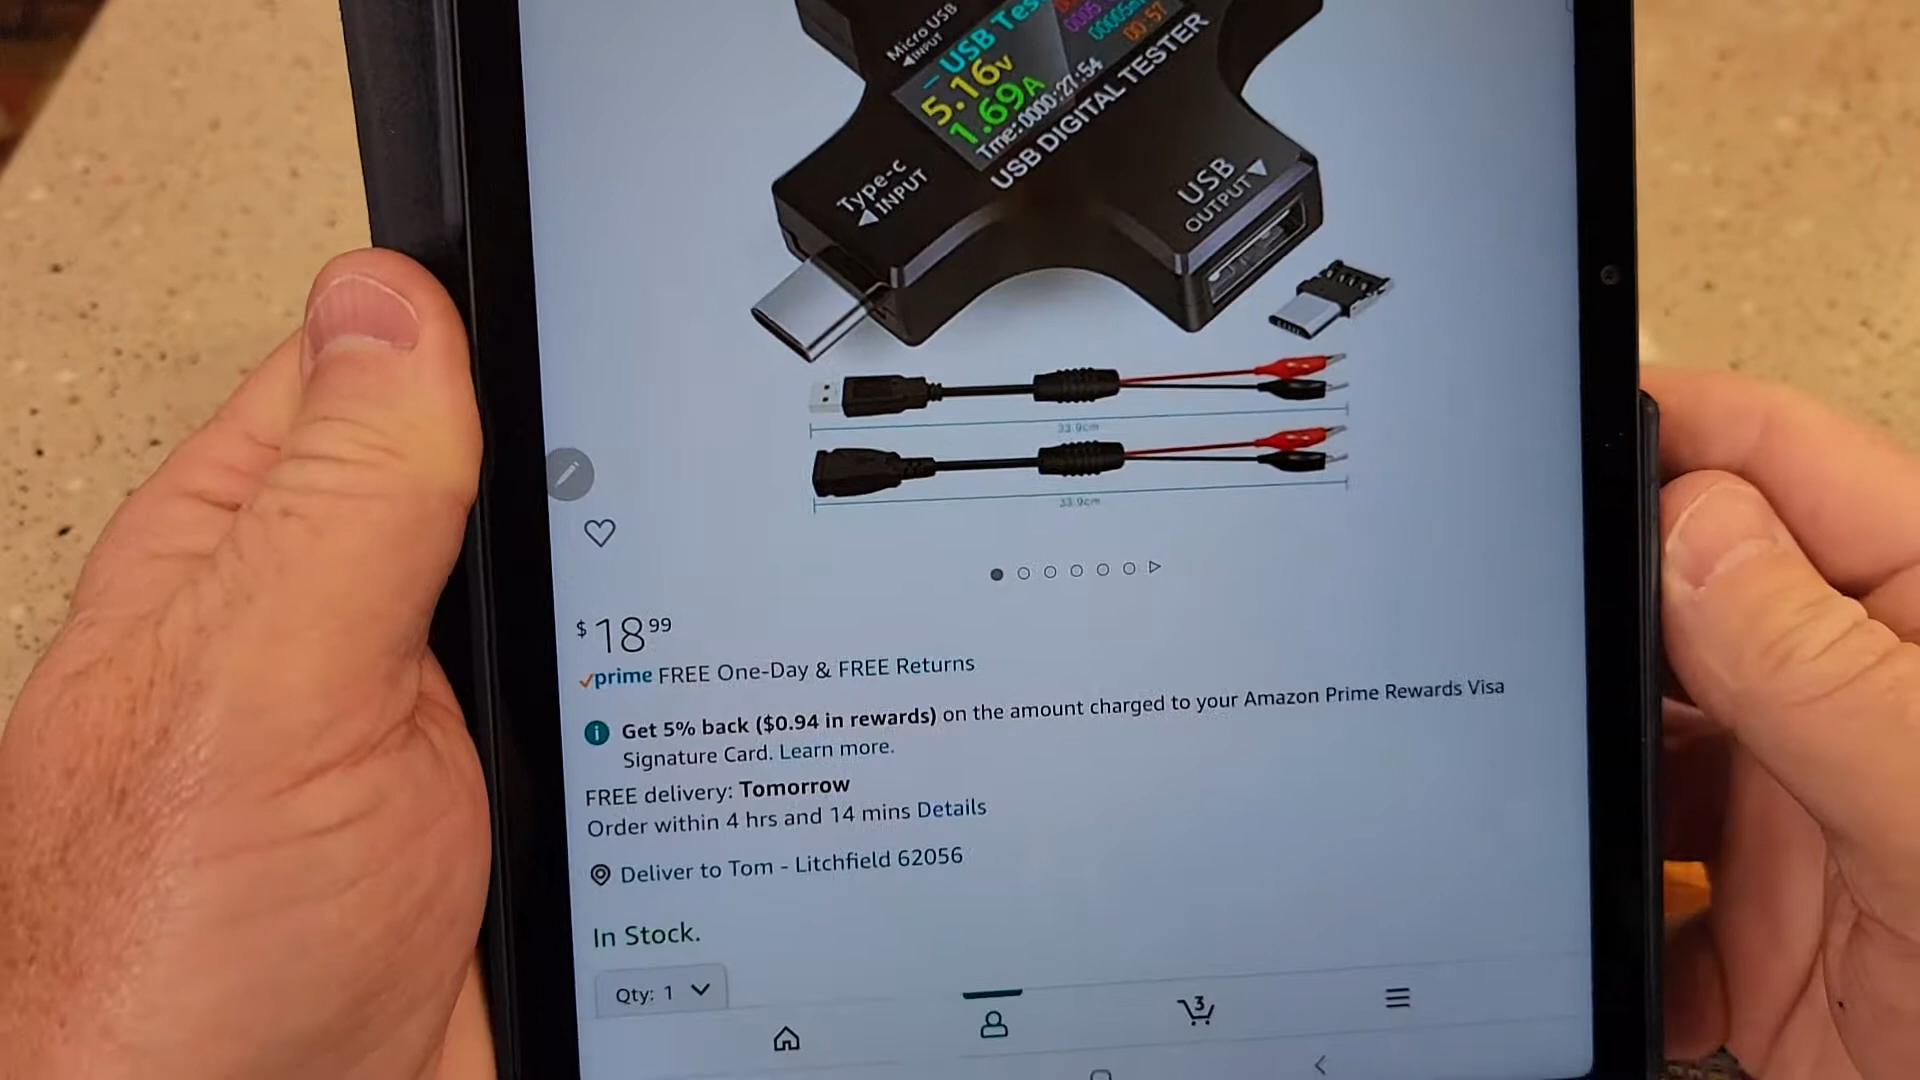 Micro USB
INPUT
USB Tes
5.16v
1.69A
Tme:0000:27:54
00:57
USB DIGITAL TESTER
Type-c
INPUT
USB
OUTPUT
33.9cm
33.9cm
$18.99
prime FREE One-Day & FREE Returns
Get 5% back ($0.94 in rewards) on the amount charged to your Amazon Prime Rewards Visa
Signature Card. Learn more.
FREE delivery: Tomorrow
Order within 4 hrs and 14 mins Details
Deliver to Tom - Litchfield 62056
In Stock.
Qty: 1
3